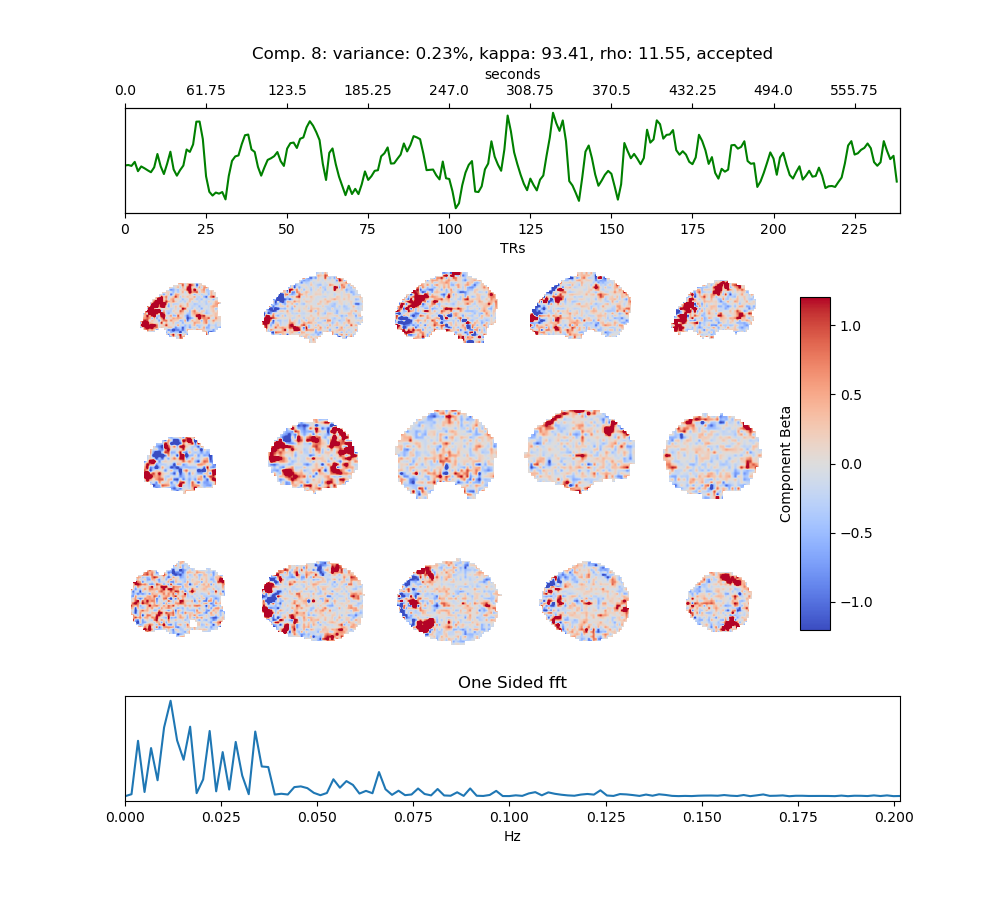 Comp. 8: variance: 0.23%, kappa: 93.41, rho: 11.55, accepted
seconds
0.0 61.75 123.5 185.25 247.0 308.75 370.5 432.25 494.0 555.75
0 25 50 75 100 125 150 175 200 225
TRs
1.0
0.5
0.0
−0.5
−1.0
Component Beta
One Sided fft
0.000 0.025 0.050 0.075 0.100 0.125 0.150 0.175 0.200
Hz